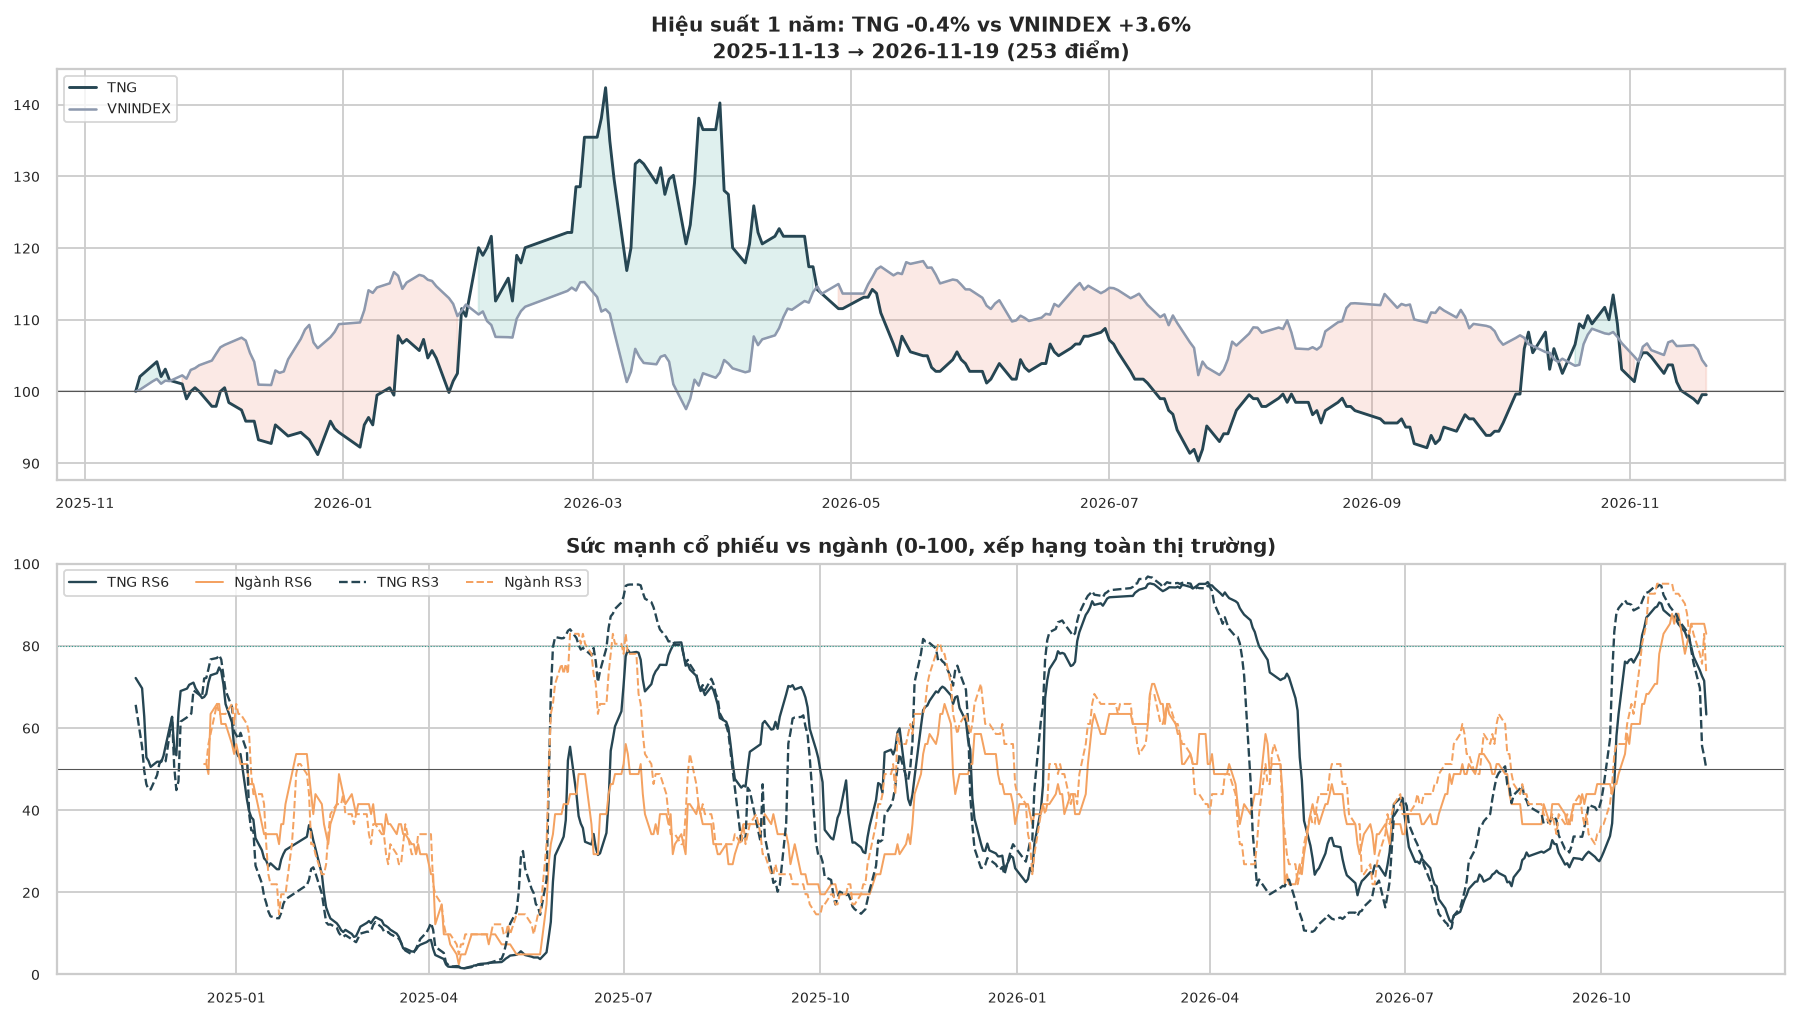 Hiệu suất 1 năm: TNG -0.4% vs VNINDEX +3.6%
2025-11-13 → 2026-11-19 (253 điểm)
TNG
VNINDEX
140
130
120
110
100
90
2025-11 2026-01 2026-03 2026-05 2026-07 2026-09 2026-11
Sức mạnh cổ phiếu vs ngành (0-100, xếp hạng toàn thị trường)
TNG RS6 Ngành RS6 TNG RS3 Ngành RS3
100
80
60
40
20
0
2025-01 2025-04 2025-07 2025-10 2026-01 2026-04 2026-07 2026-10